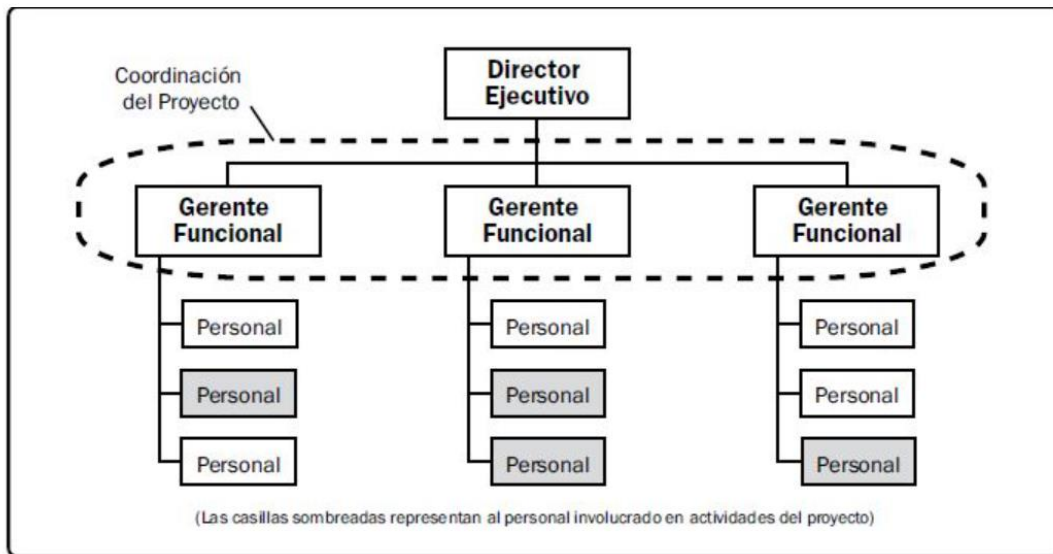 Coordinación
del Proyecto
Director
Ejecutivo
Gerente
Funcional
Gerente
Funcional
Gerente
Funcional
Personal
Personal
Personal
Personal
Personal
Personal
Personal
Personal
Personal
(Las casillas sombreadas representan al personal involucrado en actividades del proyecto)